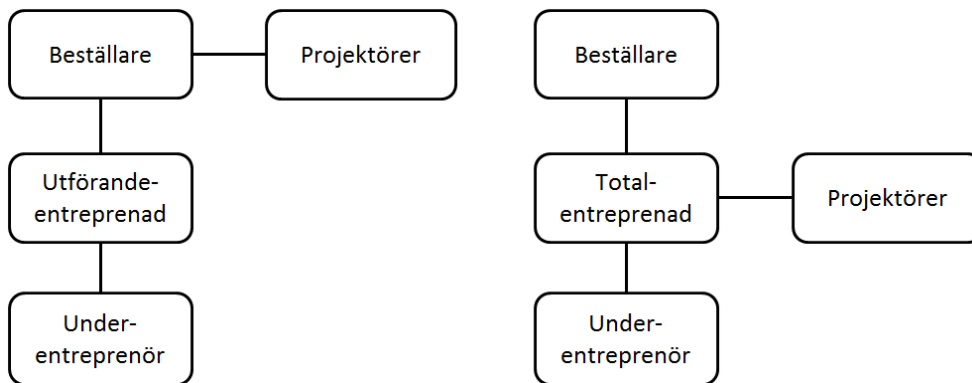 Beställare
Projektörer
Utförande-
entreprenad
Under-
entreprenör
Beställare
Total-
entreprenad
Projektörer
Under-
entreprenör